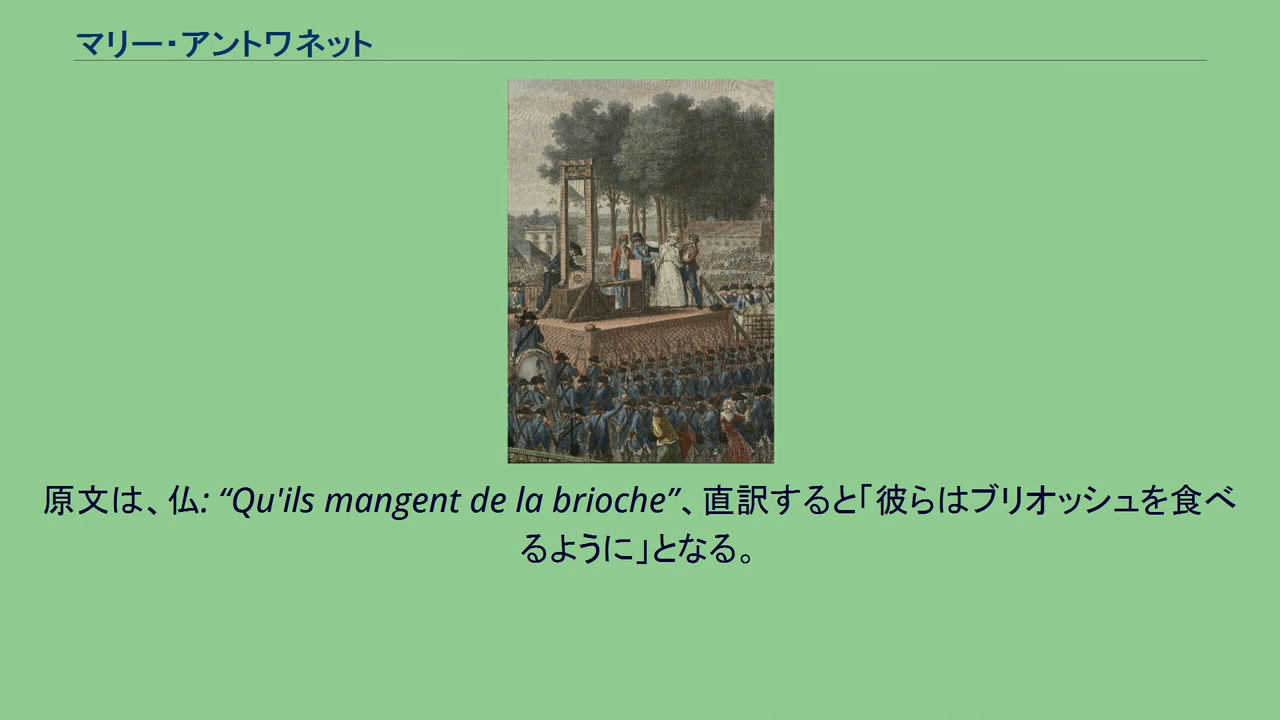 マリー・アントワネット
原文は、仏: “Qu'ils mangent de la brioche”、直訳すると「彼らはブリオッシュを食べ
るように」となる。